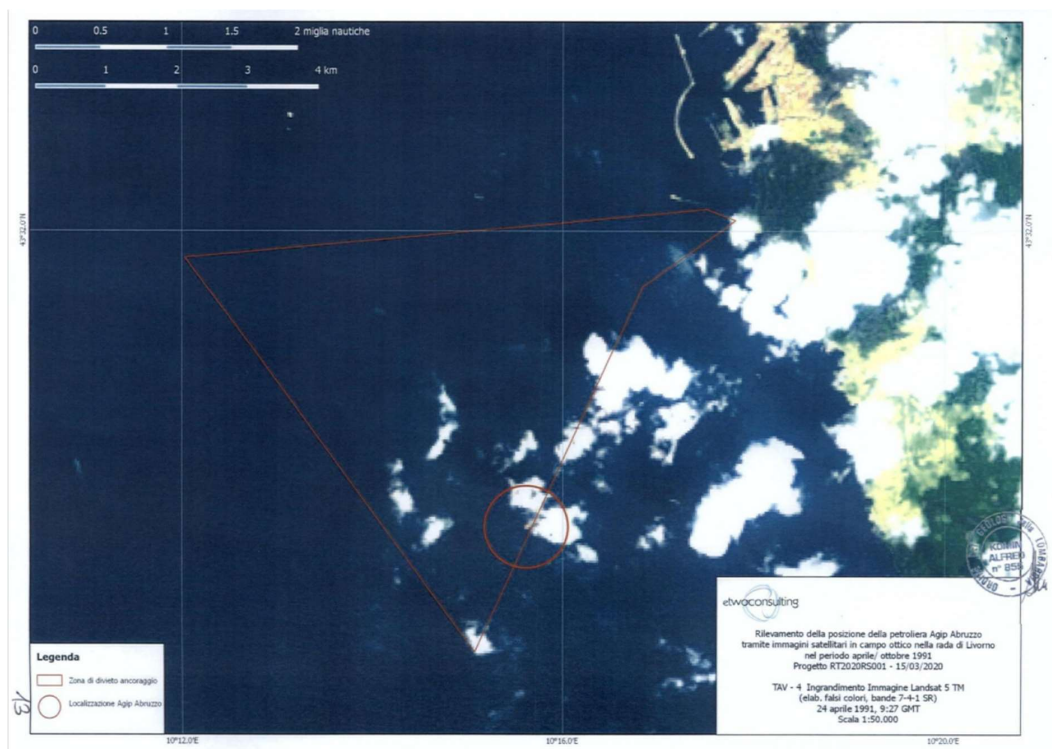 0 0.5 1 1.5 2 miglia nautiche
0 1 2 3 4 km
43°32.0'N
43°32.0'N
etwoconsulting
Rilevamento della posizione della petroliera Agip Abruzzo
tramite immagini satellitari in campo ottico nella rada di Livorno
nel periodo aprile/ ottobre 1991
Progetto RT2020RS001 - 15/03/2020
TAV - 4 Ingrandimento Immagine Landsat 5 TM
(elab. falsi colori, bande 7-4-1 SR)
24 aprile 1991, 9:27 GMT
Scala 1:50.000
Legenda
Zona di divieto ancoraggio
Localizzazione Agip Abruzzo
13
10°12.0'E
10°16.0'E
10°20.0'E
ALFREDO